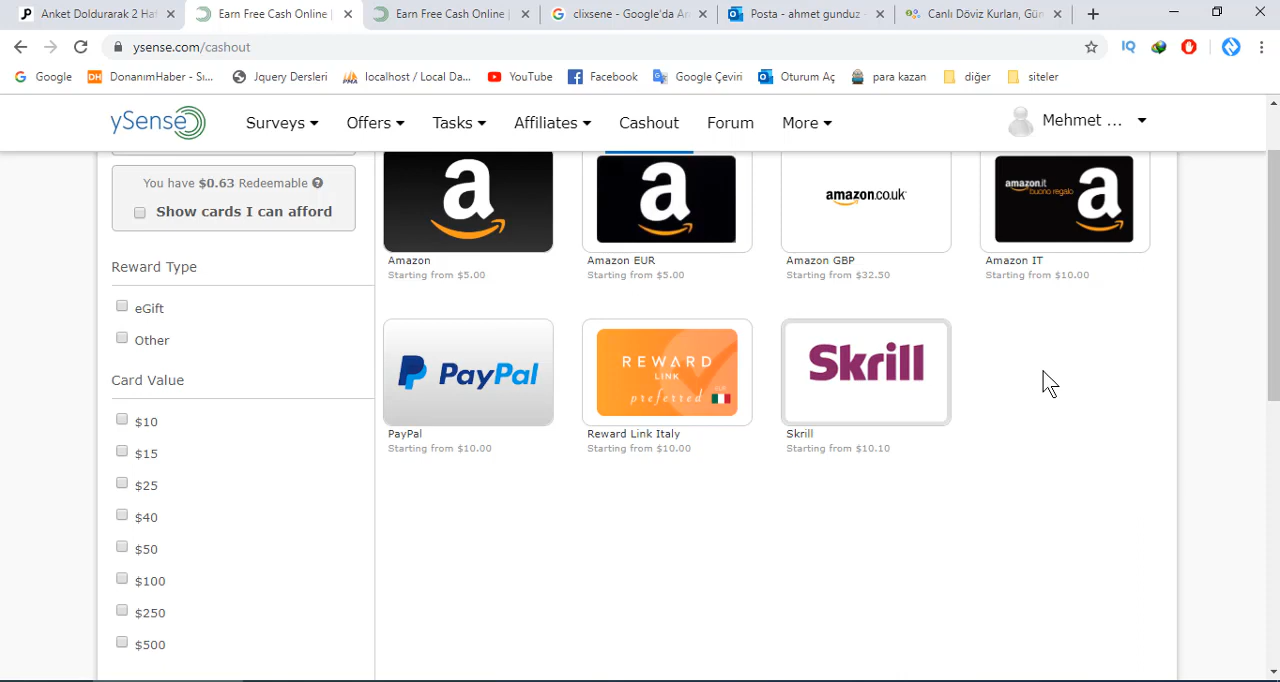 Anket Doldurarak 2 Haf
Earn Free Cash Online |
Earn Free Cash Online |
clixsene - Google'da Ar
Posta - ahmet gunduz -
Canlı Döviz Kurları, Gün
ysense.com/cashout
IQ
Google
DH DonanımHaber - Sı...
Jquery Dersleri
PMA localhost / Local Da...
YouTube
Facebook
Google Çeviri
Oturum Aç
para kazan
diğer
siteler
ySense
Surveys
Offers
Tasks
Affiliates
Cashout
Forum
More
Mehmet ...
You have $0.63 Redeemable
Show cards I can afford
Reward Type
eGift
Other
Card Value
$10
$15
$25
$40
$50
$100
$250
$500
a
a
amazon.co.uk
amazon.it
buono regalo
a
Amazon
Starting from $5.00
Amazon EUR
Starting from $5.00
Amazon GBP
Starting from $32.50
Amazon IT
Starting from $10.00
PayPal
REWARD
LINK
preferred
Skrill
PayPal
Starting from $10.00
Reward Link Italy
Starting from $10.00
Skrill
Starting from $10.10